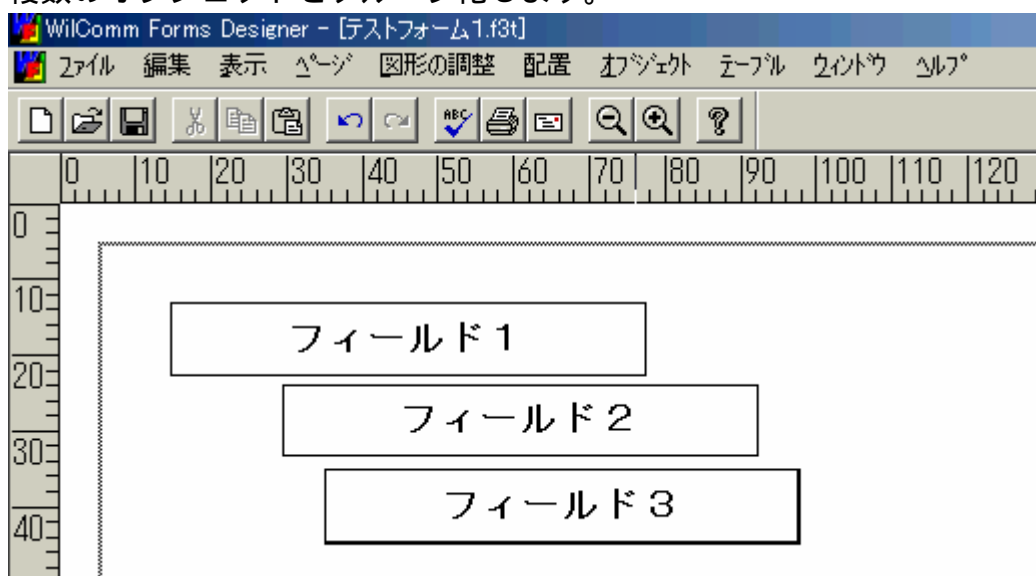 複数のオブジェクトをグループ化します。
WilComm Forms Designer - [テストフォーム1.f3t]
ファイル 編集 表示 ページ 図形の調整 配置 オブジェクト テーブル ウィンドウ ヘルプ
ABC
0 10 20 30 40 50 60 70 80 90 100 110 120
0
10
フィールド1
20
フィールド2
30
フィールド3
40